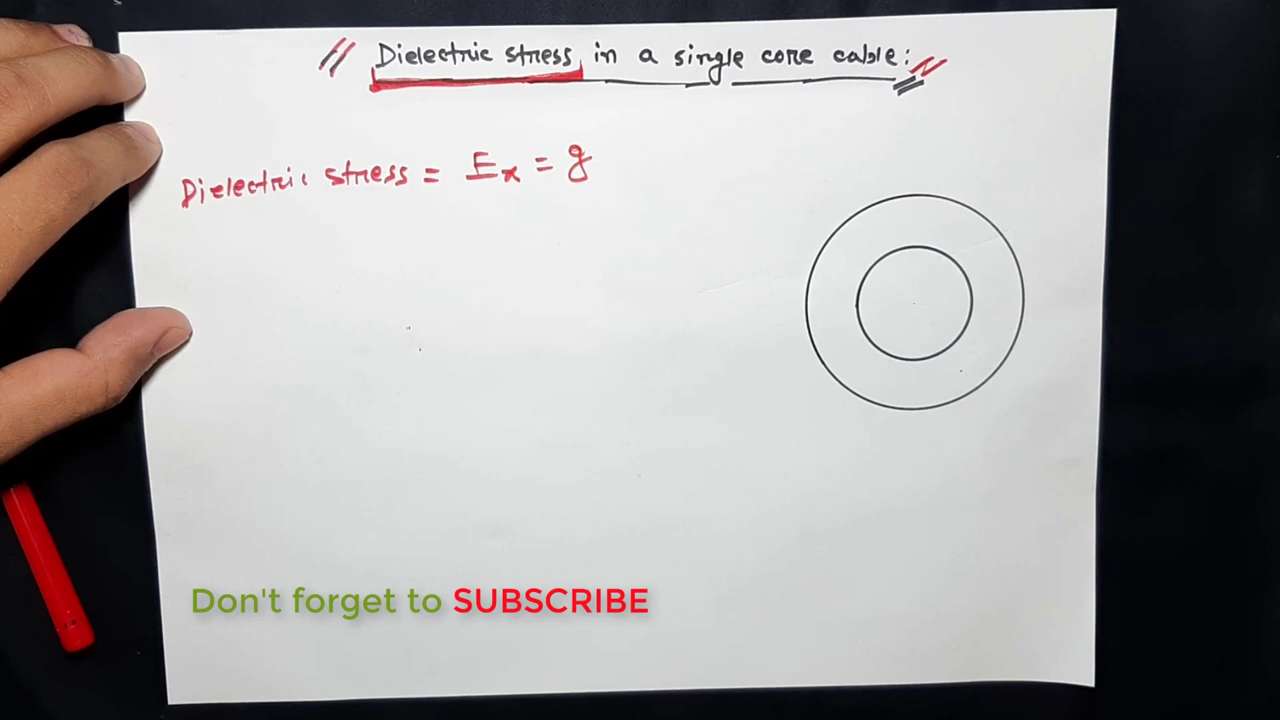 Dielectric stress in a single core cable:
Dielectric stress = Ex = g
Don't forget to SUBSCRIBE